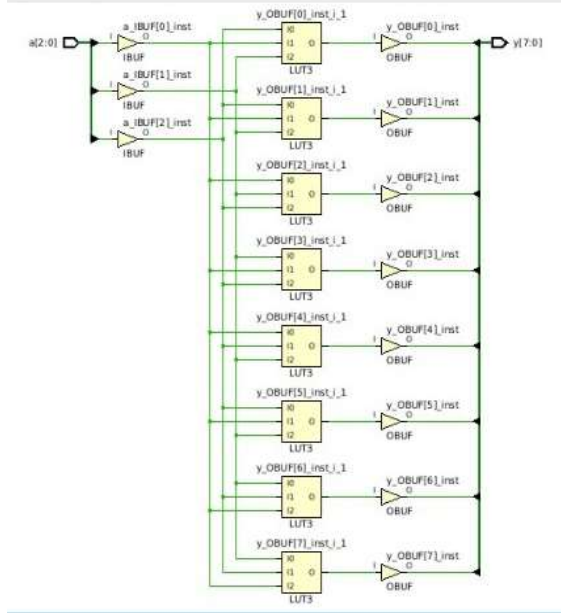 a[2:0]
a_IBUF[0]_inst
I
O
IBUF
a_IBUF[1]_inst
I
O
IBUF
a_IBUF[2]_inst
I
O
IBUF
y_OBUF[0]_inst_i_1
I0
I1
O
I2
LUT3
y_OBUF[0]_inst
I
O
OBUF
y[7:0]
y_OBUF[1]_inst_i_1
I0
I1
O
I2
LUT3
y_OBUF[1]_inst
I
O
OBUF
y_OBUF[2]_inst_i_1
I0
I1
O
I2
LUT3
y_OBUF[2]_inst
I
O
OBUF
y_OBUF[3]_inst_i_1
I0
I1
O
I2
LUT3
y_OBUF[3]_inst
I
O
OBUF
y_OBUF[4]_inst_i_1
I0
I1
O
I2
LUT3
y_OBUF[4]_inst
I
O
OBUF
y_OBUF[5]_inst_i_1
I0
I1
O
I2
LUT3
y_OBUF[5]_inst
I
O
OBUF
y_OBUF[6]_inst_i_1
I0
I1
O
I2
LUT3
y_OBUF[6]_inst
I
O
OBUF
y_OBUF[7]_inst_i_1
I0
I1
O
I2
LUT3
y_OBUF[7]_inst
I
O
OBUF